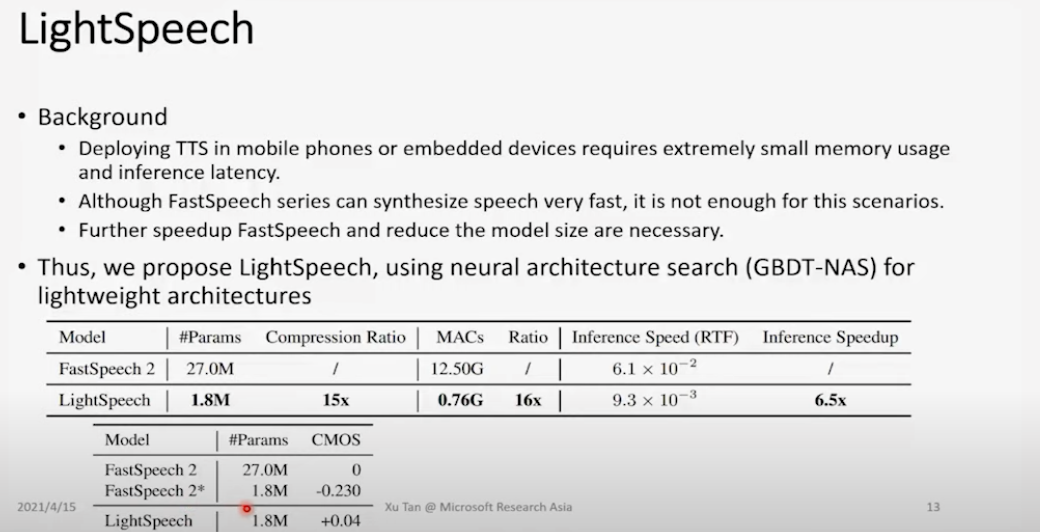 LightSpeech
• Background
• Deploying TTS in mobile phones or embedded devices requires extremely small memory usage
and inference latency.
• Although FastSpeech series can synthesize speech very fast, it is not enough for this scenarios.
• Further speedup FastSpeech and reduce the model size are necessary.
• Thus, we propose LightSpeech, using neural architecture search (GBDT-NAS) for
lightweight architectures
Model #Params Compression Ratio MACs Ratio Inference Speed (RTF) Inference Speedup
FastSpeech 2 27.0M / 12.50G / 6.1 × 10⁻² /
LightSpeech 1.8M 15x 0.76G 16x 9.3 × 10⁻³ 6.5x
Model #Params CMOS
FastSpeech 2 27.0M 0
FastSpeech 2* 1.8M -0.230
LightSpeech 1.8M +0.04
2021/4/15 Xu Tan @ Microsoft Research Asia 13